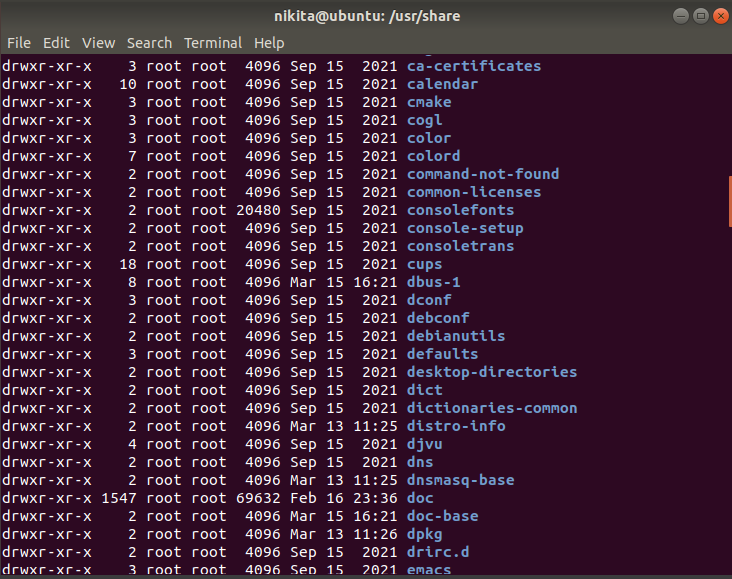 nikita@ubuntu: /usr/share
File Edit View Search Terminal Help
drwxr-xr-x    3 root root  4096 Sep 15  2021 ca-certificates
drwxr-xr-x   10 root root  4096 Sep 15  2021 calendar
drwxr-xr-x    3 root root  4096 Sep 15  2021 cmake
drwxr-xr-x    3 root root  4096 Sep 15  2021 cogl
drwxr-xr-x    3 root root  4096 Sep 15  2021 color
drwxr-xr-x    7 root root  4096 Sep 15  2021 colord
drwxr-xr-x    2 root root  4096 Sep 15  2021 command-not-found
drwxr-xr-x    2 root root  4096 Sep 15  2021 common-licenses
drwxr-xr-x    2 root root 20480 Sep 15  2021 consolefonts
drwxr-xr-x    2 root root  4096 Sep 15  2021 console-setup
drwxr-xr-x    2 root root  4096 Sep 15  2021 consoletrans
drwxr-xr-x   18 root root  4096 Sep 15  2021 cups
drwxr-xr-x    8 root root  4096 Mar 15 16:21 dbus-1
drwxr-xr-x    3 root root  4096 Sep 15  2021 dconf
drwxr-xr-x    2 root root  4096 Sep 15  2021 debconf
drwxr-xr-x    2 root root  4096 Sep 15  2021 debianutils
drwxr-xr-x    3 root root  4096 Sep 15  2021 defaults
drwxr-xr-x    2 root root  4096 Sep 15  2021 desktop-directories
drwxr-xr-x    2 root root  4096 Sep 15  2021 dict
drwxr-xr-x    2 root root  4096 Sep 15  2021 dictionaries-common
drwxr-xr-x    2 root root  4096 Mar 13 11:25 distro-info
drwxr-xr-x    4 root root  4096 Sep 15  2021 djvu
drwxr-xr-x    2 root root  4096 Sep 15  2021 dns
drwxr-xr-x    2 root root  4096 Mar 13 11:25 dnsmasq-base
drwxr-xr-x 1547 root root 69632 Feb 16 23:36 doc
drwxr-xr-x    2 root root  4096 Mar 15 16:21 doc-base
drwxr-xr-x    2 root root  4096 Mar 13 11:26 dpkg
drwxr-xr-x    2 root root  4096 Sep 15  2021 drirc.d
drwxr-xr-x    3 root root  4096 Sep 15  2021 emacs